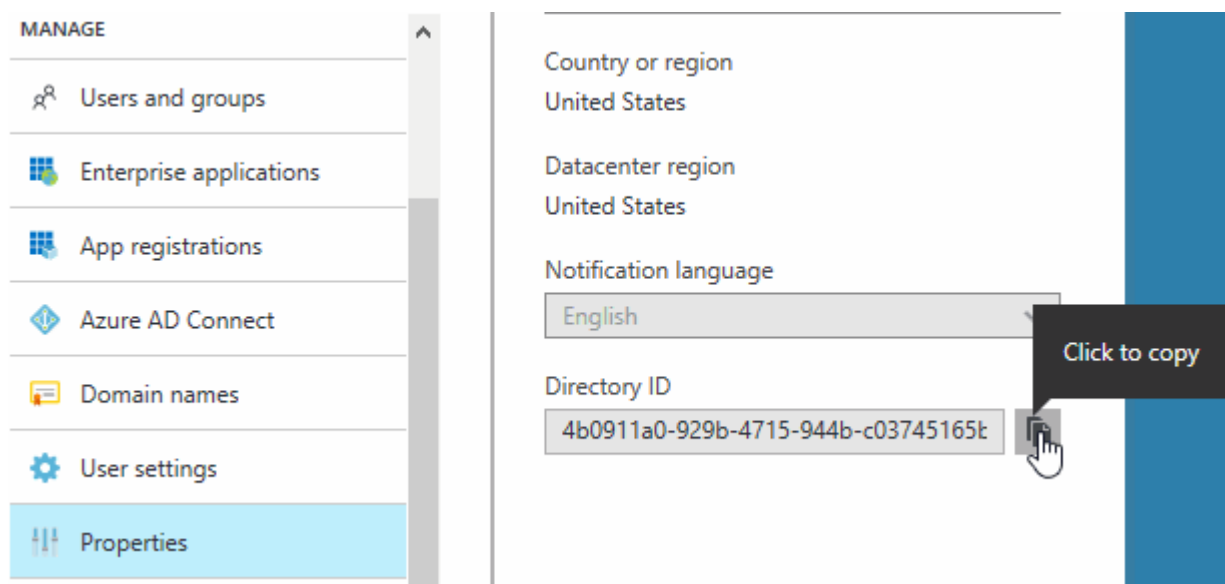 MANAGE
Users and groups
Enterprise applications
App registrations
Azure AD Connect
Domain names
User settings
Properties
Country or region
United States
Datacenter region
United States
Notification language
English
Click to copy
Directory ID
4b0911a0-929b-4715-944b-c03745165b